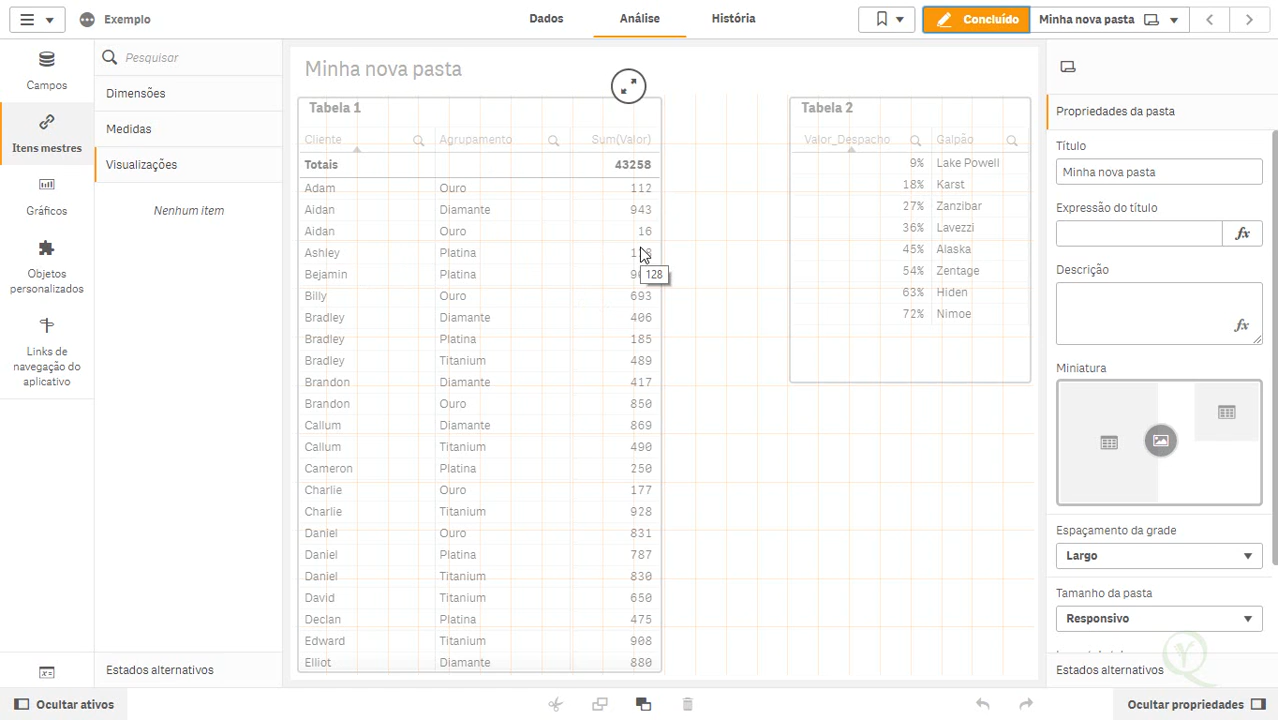 Exemplo
Dados
Análise
História
Concluído
Minha nova pasta
Campos
Itens mestres
Gráficos
Objetos
personalizados
Links de
navegação do
aplicativo
Pesquisar
Dimensões
Medidas
Visualizações
Nenhum item
Estados alternativos
Minha nova pasta
Tabela 1
Cliente Agrupamento Sum(Valor)
Totais 43258
Adam Ouro 112
Aidan Diamante 943
Aidan Ouro 16
Ashley Platina
128
Bejamin Platina
Billy Ouro 693
Bradley Diamante 406
Bradley Platina 185
Bradley Titanium 489
Brandon Diamante 417
Brandon Ouro 850
Callum Diamante 869
Callum Titanium 490
Cameron Platina 250
Charlie Ouro 177
Charlie Titanium 928
Daniel Ouro 831
Daniel Platina 787
Daniel Titanium 830
David Titanium 650
Declan Platina 475
Edward Titanium 908
Elliot Diamante 880
Tabela 2
Valor_Despacho Galpão
9% Lake Powell
18% Karst
27% Zanzibar
36% Lavezzi
45% Alaska
54% Zentage
63% Hiden
72% Nimoe
Propriedades da pasta
Título
Minha nova pasta
Expressão do título
fx
Descrição
fx
Miniatura
Espaçamento da grade
Largo
Tamanho da pasta
Responsivo
Estados alternativos
Ocultar ativos
Ocultar propriedades